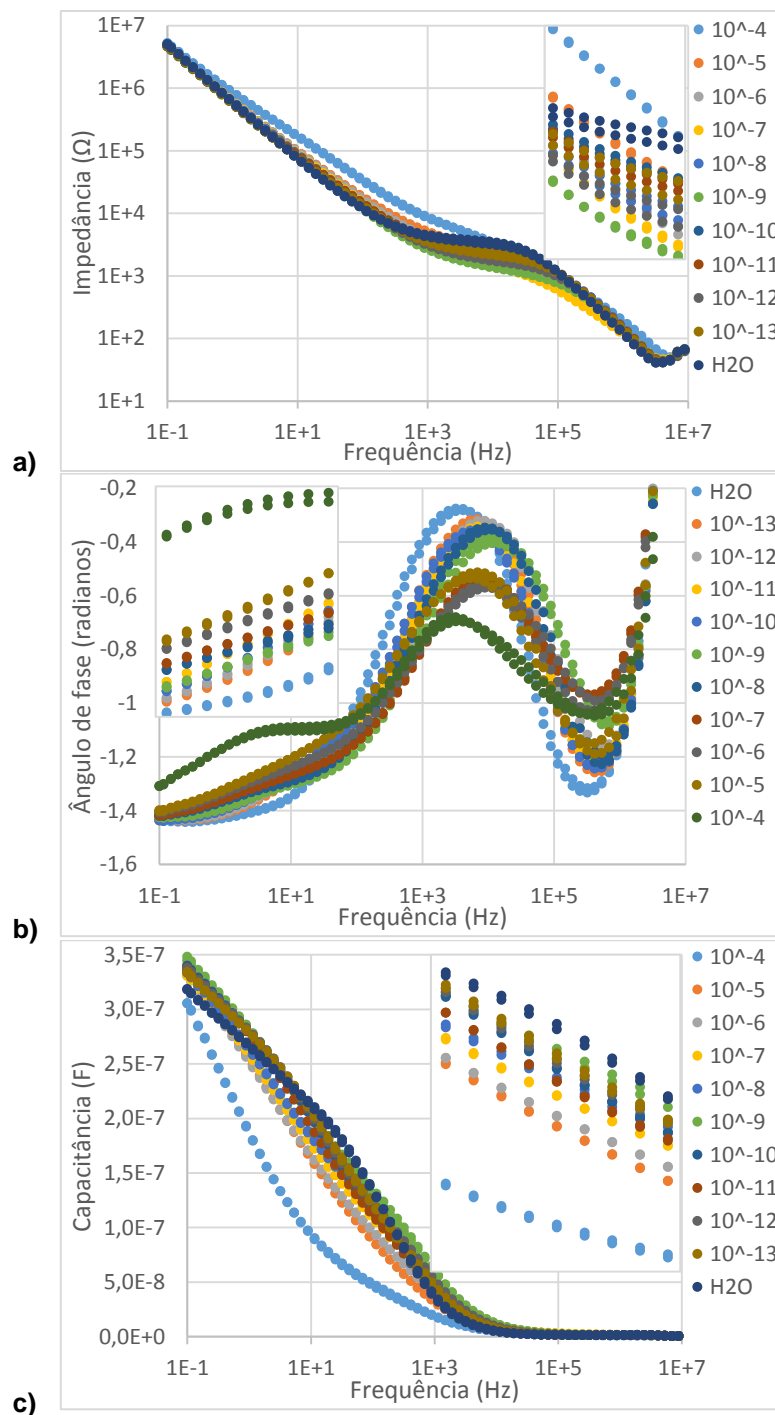 1E+7
1E+6
1E+5
1E+4
1E+3
1E+2
1E+1
Impedância (Ω)
1E-1
1E+1
1E+3
1E+5
1E+7
Frequência (Hz)
10^-4
10^-5
10^-6
10^-7
10^-8
10^-9
10^-10
10^-11
10^-12
10^-13
H2O
a)
-0,2
-0,4
-0,6
-0,8
-1
-1,2
-1,4
-1,6
Ângulo de fase (radianos)
1E-1
1E+1
1E+3
1E+5
1E+7
Frequência (Hz)
H2O
10^-13
10^-12
10^-11
10^-10
10^-9
10^-8
10^-7
10^-6
10^-5
10^-4
b)
3,5E-7
3,0E-7
2,5E-7
2,0E-7
1,5E-7
1,0E-7
5,0E-8
0,0E+0
Capacitância (F)
1E-1
1E+1
1E+3
1E+5
1E+7
Frequência (Hz)
10^-4
10^-5
10^-6
10^-7
10^-8
10^-9
10^-10
10^-11
10^-12
10^-13
H2O
c)